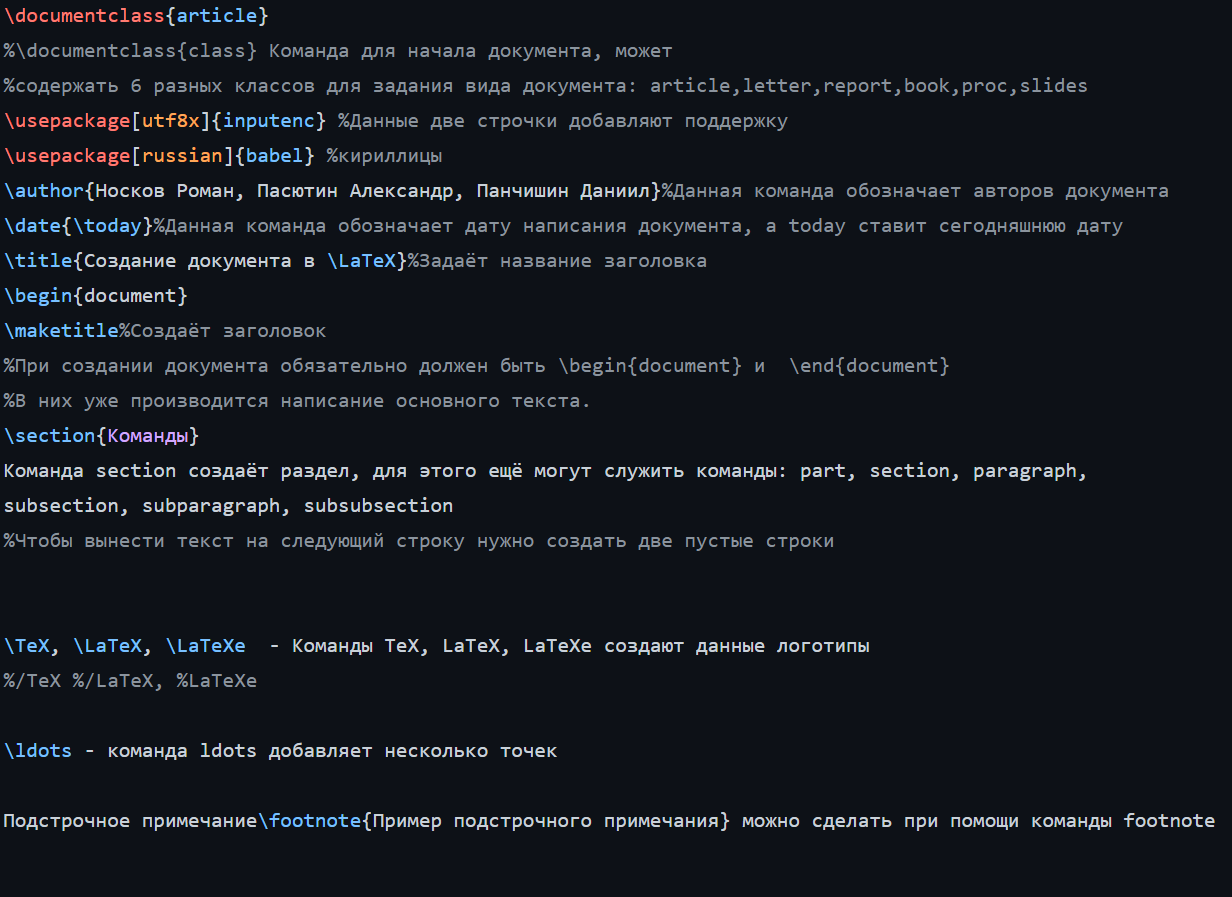 \documentclass{article}
%\documentclass{class} Команда для начала документа, может
%содержать 6 разных классов для задания вида документа: article,letter,report,book,proc,slides
\usepackage[utf8x]{inputenc} %Данные две строчки добавляют поддержку
\usepackage[russian]{babel} %кириллицы
\author{Носков Роман, Пасютин Александр, Панчишин Даниил}%Данная команда обозначает авторов документа
\date{\today}%Данная команда обозначает дату написания документа, а today ставит сегодняшнюю дату
\title{Создание документа в \LaTeX}%Задаёт название заголовка
\begin{document}
\maketitle%Создаёт заголовок
%При создании документа обязательно должен быть \begin{document} и  \end{document}
%В них уже производится написание основного текста.
\section{Команды}
Команда section создаёт раздел, для этого ещё могут служить команды: part, section, paragraph,
subsection, subparagraph, subsubsection
%Чтобы вынести текст на следующий строку нужно создать две пустые строки
\TeX, \LaTeX, \LaTeXe  - Команды TeX, LaTeX, LaTeXe создают данные логотипы
%/TeX %/LaTeX, %LaTeXe
\ldots - команда ldots добавляет несколько точек
Подстрочное примечание\footnote{Пример подстрочного примечания} можно сделать при помощи команды footnote